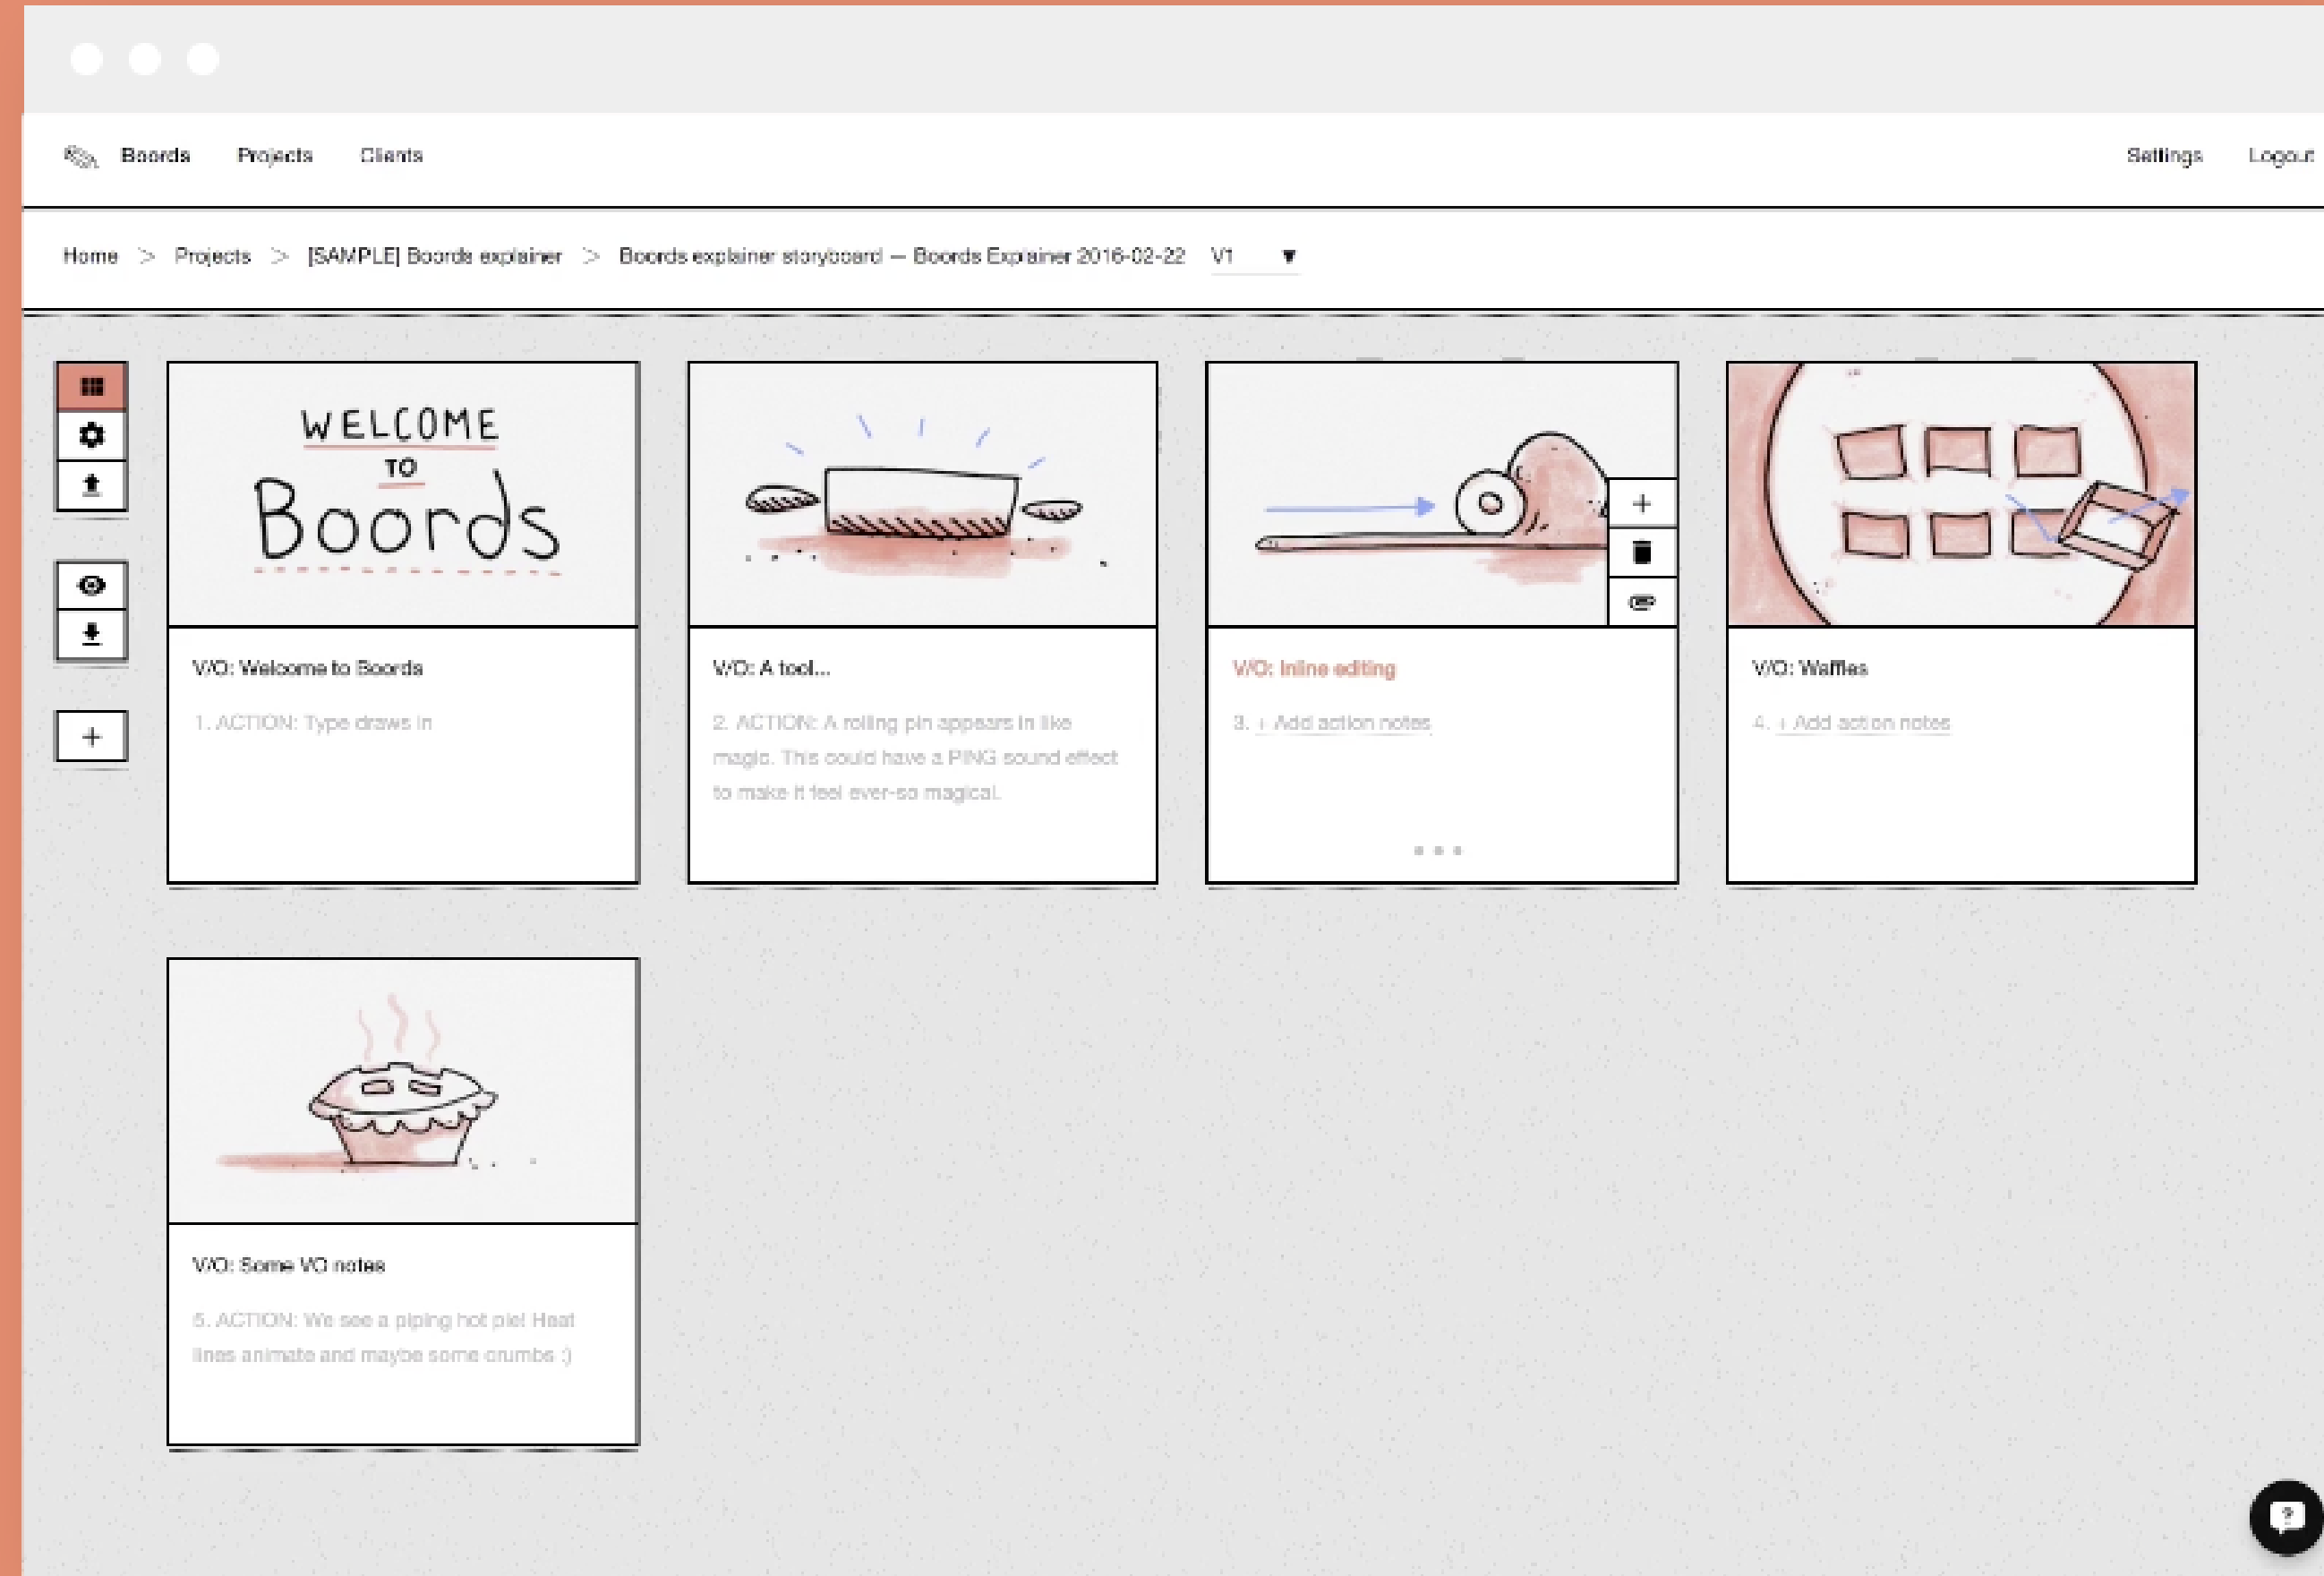 Boords Projects Clients Settings Logout
Home > Projects > [SAMPLE] Boords explainer > Boords explainer storyboard — Boords Explainer 2016-02-22 V1 ▼
WELCOME
TO
Boords
V/O: Welcome to Boords
1. ACTION: Type draws in
V/O: A tool...
2. ACTION: A rolling pin appears in like
magic. This could have a PING sound effect
to make it feel ever-so magical.
V/O: Inline editing
3. + Add action notes
V/O: Waffles
4. + Add action notes
V/O: Some VO notes
5. ACTION: We see a piping hot pie! Heat
lines animate and maybe some crumbs :)